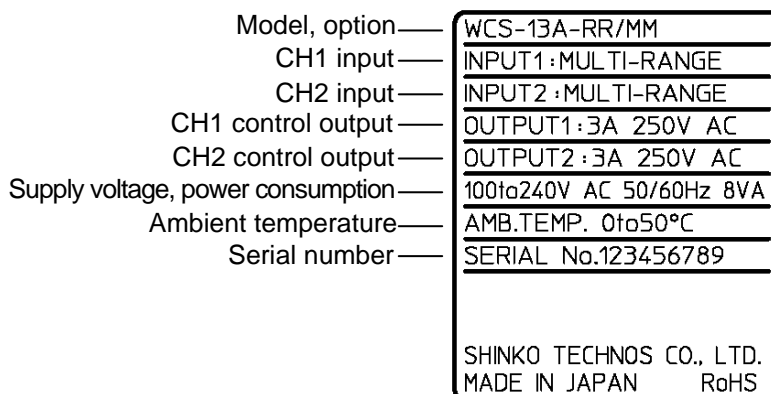 Model, option WCS-13A-RR/MM
CH1 input INPUT1:MULTI-RANGE
CH2 input INPUT2:MULTI-RANGE
CH1 control output OUTPUT1:3A 250V AC
CH2 control output OUTPUT2:3A 250V AC
Supply voltage, power consumption 100to240V AC 50/60Hz 8VA
Ambient temperature AMB.TEMP. 0to50°C
Serial number SERIAL No.123456789
SHINKO TECHNOS CO., LTD.
MADE IN JAPAN RoHS